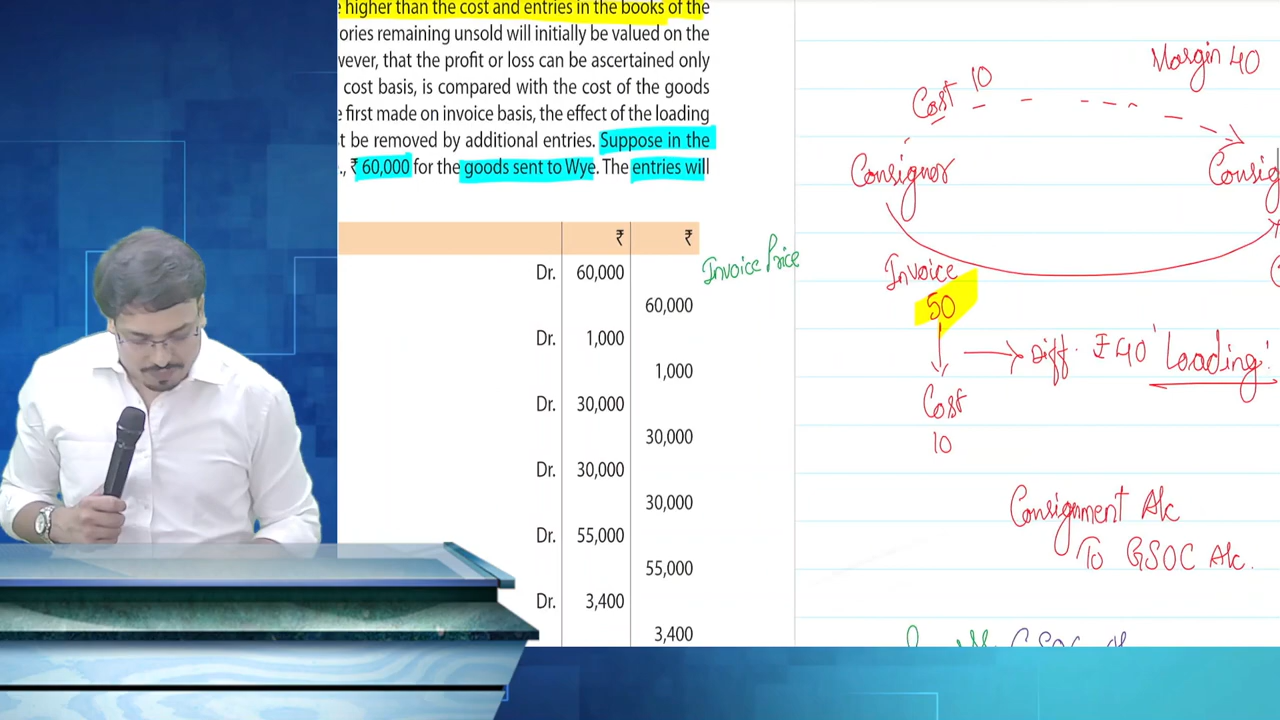 higher than the cost and entries in the books of the
ories remaining unsold will initially be valued on the
wever, that the profit or loss can be ascertained only
cost basis, is compared with the cost of the goods
e first made on invoice basis, the effect of the loading
t be removed by additional entries. Suppose in the
., ₹ 60,000 for the goods sent to Wye. The entries will
₹ ₹
Dr. 60,000
60,000
Dr. 1,000
1,000
Dr. 30,000
30,000
Dr. 30,000
30,000
Dr. 55,000
55,000
Dr. 3,400
3,400
Invoice Price
Margin 40
Cost 10
Consignor Consig
Invoice
50
Diff. ₹40 'Loading'
Cost
10
Consignment A/c
To GSOC A/c.